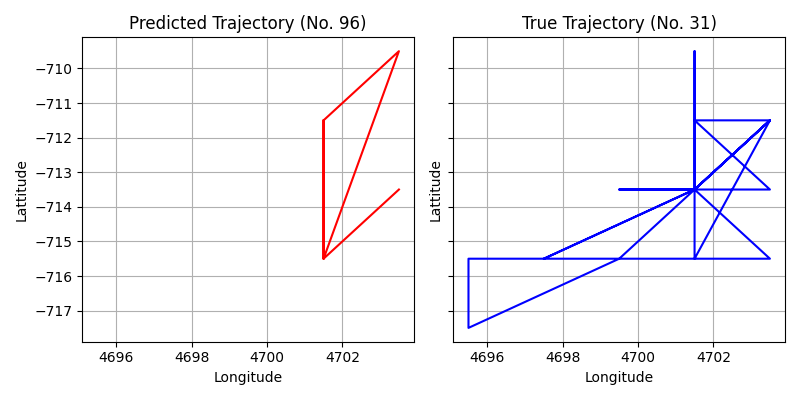 Predicted Trajectory (No. 96)
True Trajectory (No. 31)
Lattitude
−710
−711
−712
−713
−714
−715
−716
−717
4696
4698
4700
4702
Longitude
Lattitude
4696
4698
4700
4702
Longitude